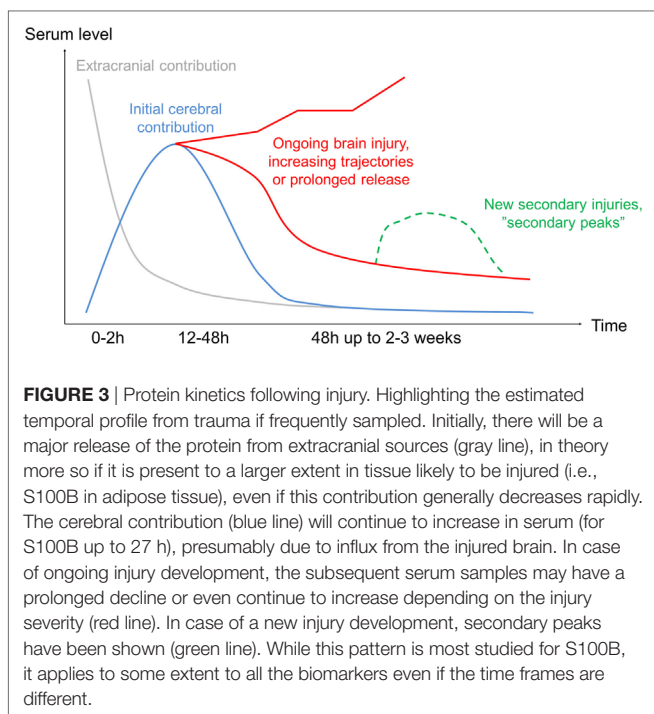 Serum level
Extracranial contribution
Initial cerebral
contribution
Ongoing brain injury,
increasing trajectories
or prolonged release
New secondary injuries,
"secondary peaks"
Time
0-2h
12-48h
48h up to 2-3 weeks
FIGURE 3 | Protein kinetics following injury. Highlighting the estimated
temporal profile from trauma if frequently sampled. Initially, there will be a
major release of the protein from extracranial sources (gray line), in theory
more so if it is present to a larger extent in tissue likely to be injured (i.e.,
S100B in adipose tissue), even if this contribution generally decreases rapidly.
The cerebral contribution (blue line) will continue to increase in serum (for
S100B up to 27 h), presumably due to influx from the injured brain. In case
of ongoing injury development, the subsequent serum samples may have a
prolonged decline or even continue to increase depending on the injury
severity (red line). In case of a new injury development, secondary peaks
have been shown (green line). While this pattern is most studied for S100B,
it applies to some extent to all the biomarkers even if the time frames are
different.